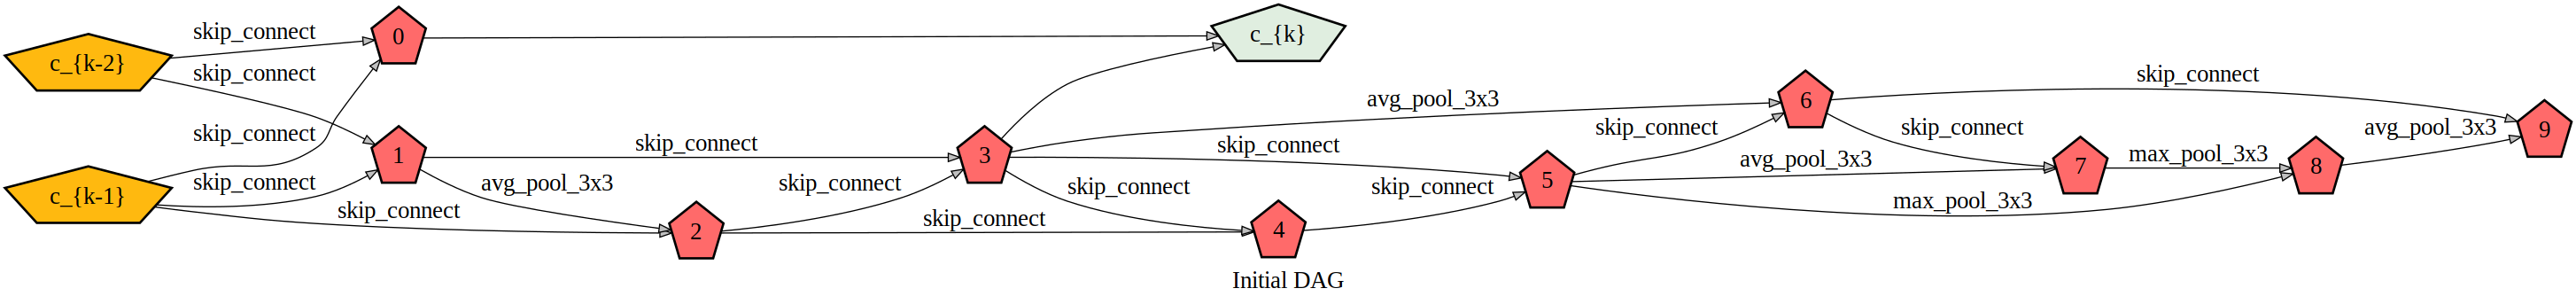 skip_connect
0
c_{k}
c_{k-2}
skip_connect
skip_connect
avg_pool_3x3
6
skip_connect
skip_connect
skip_connect
skip_connect
avg_pool_3x3
9
1
skip_connect
3
skip_connect
avg_pool_3x3
7
max_pool_3x3
8
c_{k-1}
skip_connect
avg_pool_3x3
skip_connect
skip_connect
skip_connect
5
max_pool_3x3
skip_connect
2
skip_connect
4
Initial DAG